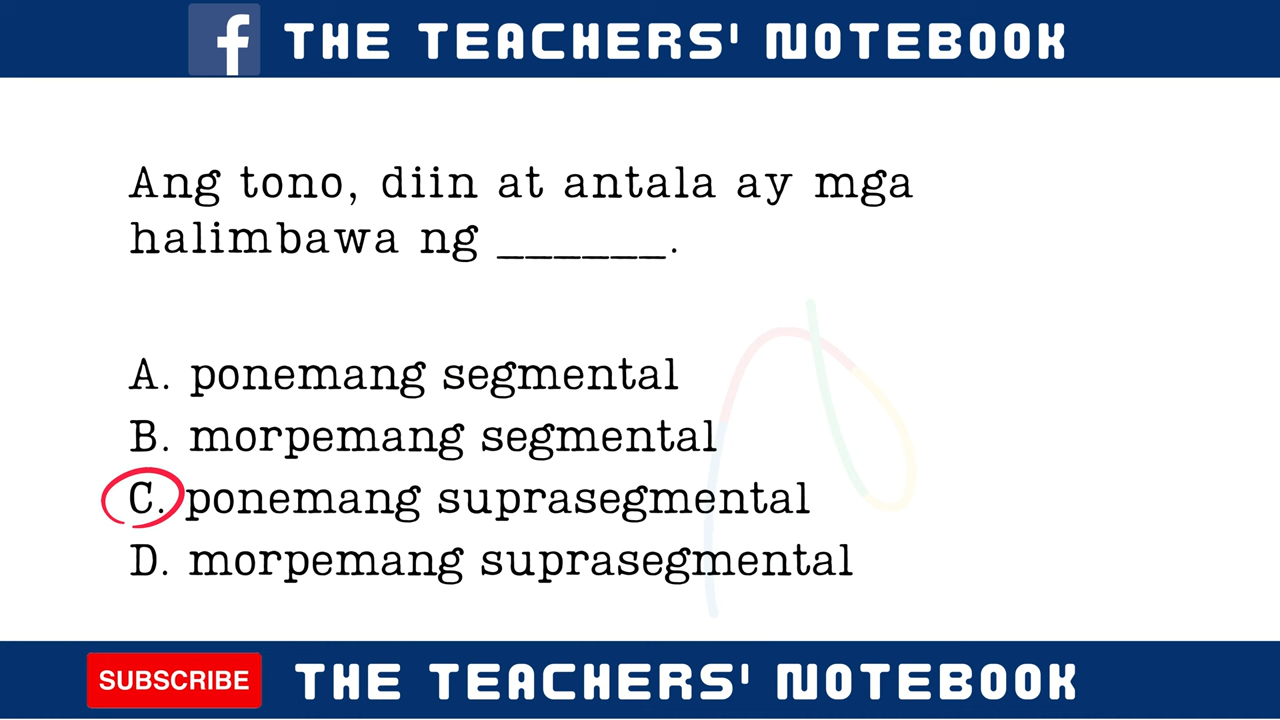 THE TEACHERS' NOTEBOOK
Ang tono, diin at antala ay mga
halimbawa ng ______.
A. ponemang segmental
B. morpemang segmental
C. ponemang suprasegmental
D. morpemang suprasegmental
SUBSCRIBE THE TEACHERS' NOTEBOOK